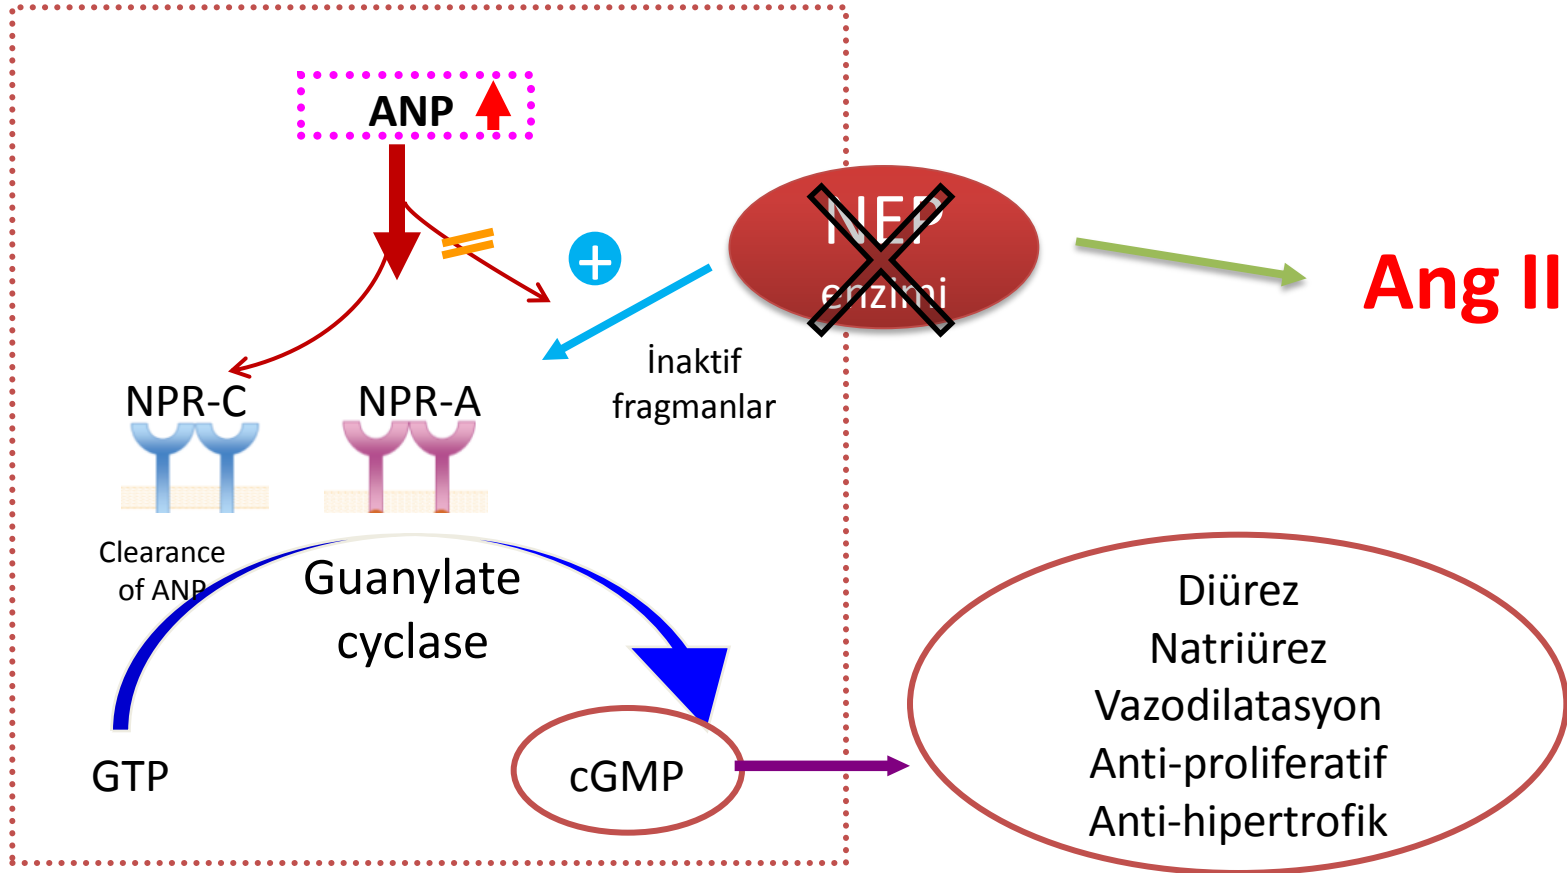 ANP
+
NEP
enzimi
Ang II
İnaktif
fragmanlar
NPR-C
NPR-A
Clearance
of ANP
Guanylate
cyclase
GTP
cGMP
Diürez
Natriürez
Vazodilatasyon
Anti-proliferatif
Anti-hipertrofik